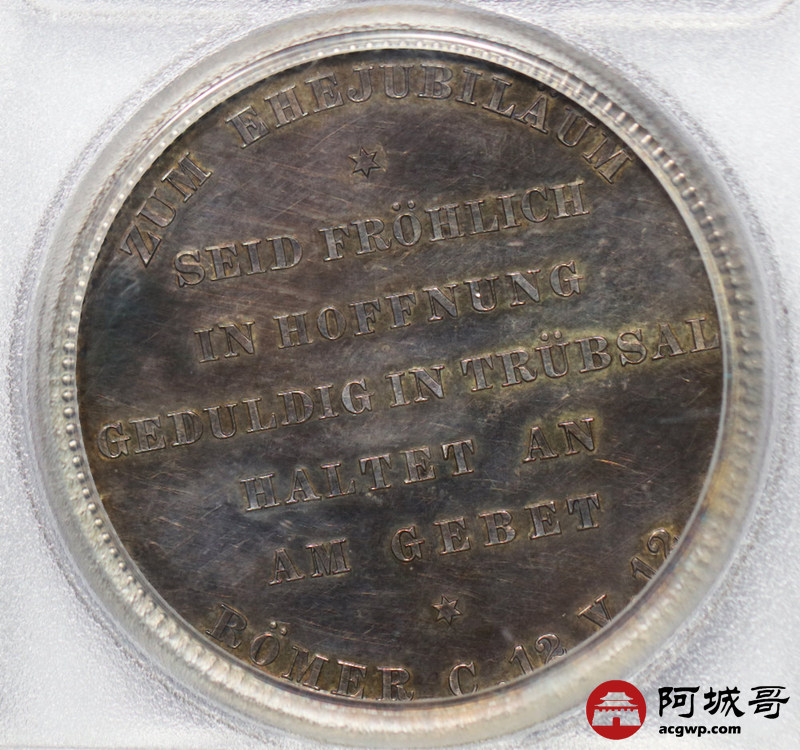 ZUM EHEJUBILÄUM
SEID FRÖHLICH
IN HOFFNUNG
GEDULDIG IN TRÜBSAL
HALTET AN
AM GEBET
RÖMER C. 12 V. 12
阿城哥
acgwp.com